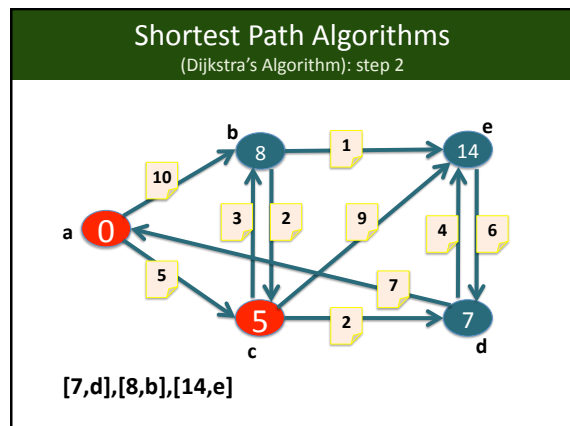 Shortest Path Algorithms
(Dijkstra's Algorithm): step 2
b
e
8
1
14
10
3
2
9
4
6
a
0
5
7
5
2
7
c
d
[7,d],[8,b],[14,e]